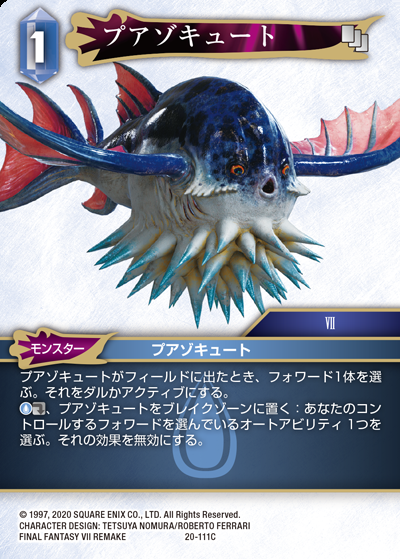 1
プアゾキュート
VII
モンスター
プアゾキュート
プアゾキュートがフィールドに出たとき、フォワード1体を選
ぶ。それをダルかアクティブにする。
、プアゾキュートをブレイクゾーンに置く：あなたのコン
トロールするフォワードを選んでいるオートアビリティ 1つを
選ぶ。それの効果を無効にする。
© 1997, 2020 SQUARE ENIX CO., LTD. All Rights Reserved.
CHARACTER DESIGN: TETSUYA NOMURA/ROBERTO FERRARI
FINAL FANTASY VII REMAKE
20-111C